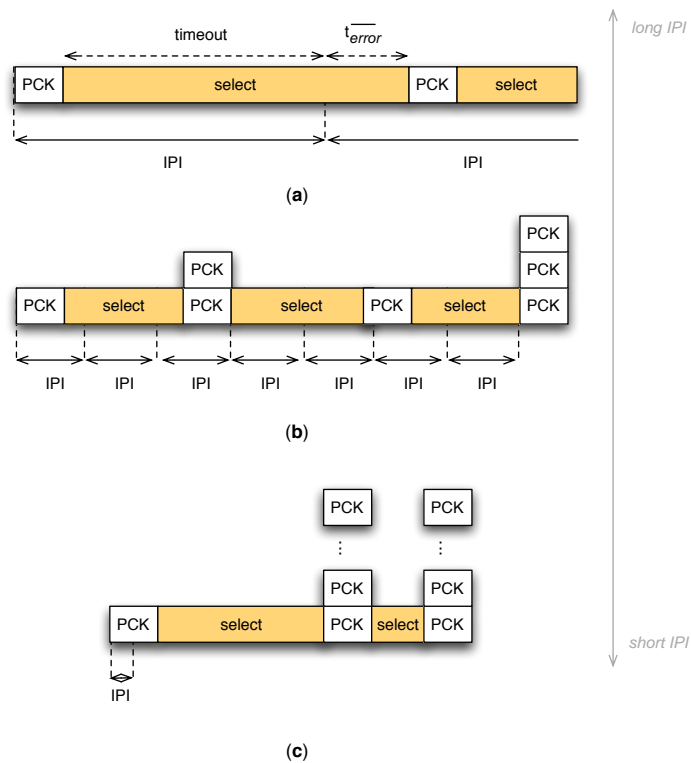 timeout
t_error
long IPI
PCK select PCK select
IPI IPI
(a)
PCK
PCK PCK
PCK select PCK select PCK select PCK
IPI IPI IPI IPI IPI IPI IPI
(b)
PCK PCK
⋮ ⋮
PCK PCK
PCK select PCK select PCK
short IPI
IPI
(c)